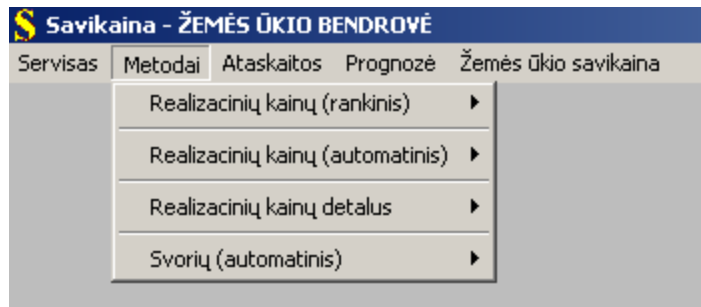 S Savikaina - ŽEMĖS ŪKIO BENDROVĖ
Servisas Metodai Ataskaitos Prognozė Žemės ūkio savikaina
Realizacinių kainų (rankinis)
Realizacinių kainų (automatinis)
Realizacinių kainų detalus
Svorių (automatinis)